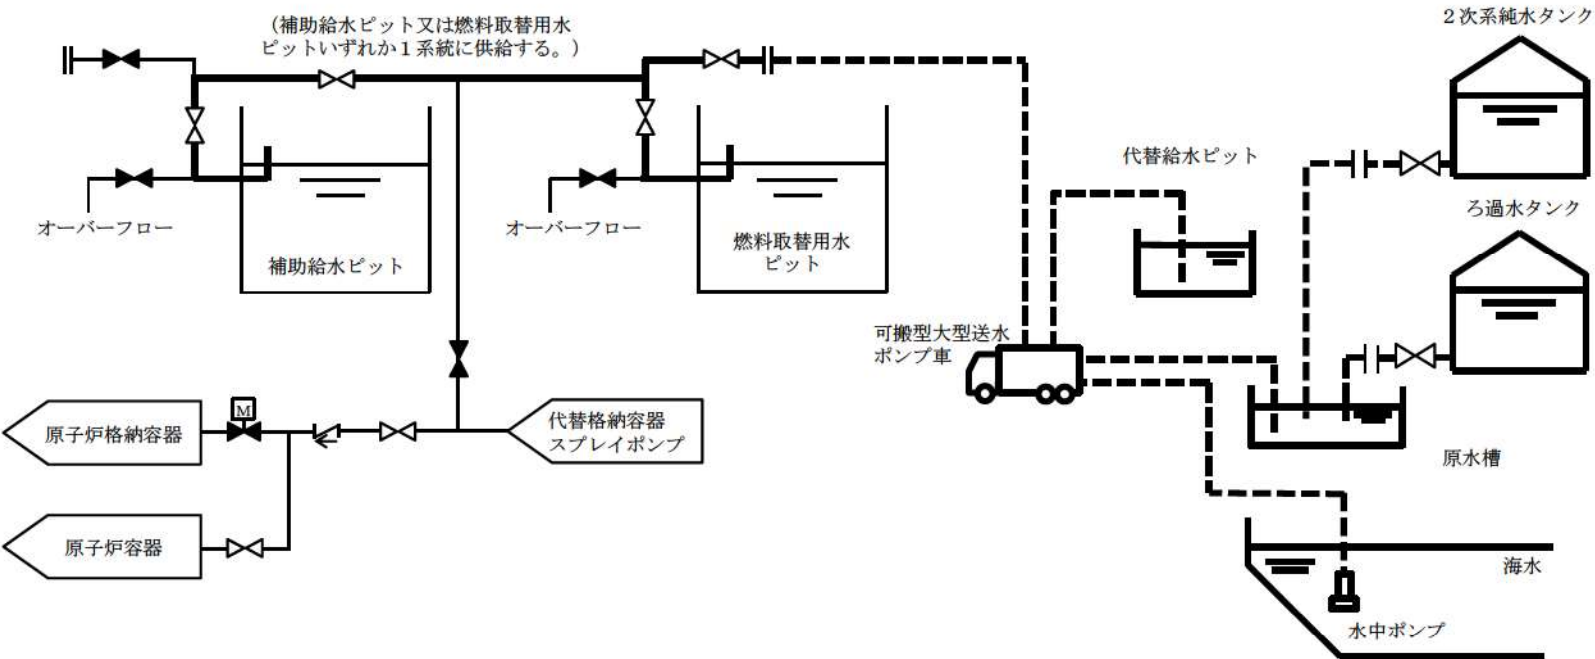 （補助給水ピット又は燃料取替用水
ピットいずれか１系統に供給する。）
２次系純水タンク
代替給水ピット
ろ過水タンク
オーバーフロー
オーバーフロー
補助給水ピット
燃料取替用水
ピット
可搬型大型送水
ポンプ車
M
原子炉格納容器
代替格納容器
スプレイポンプ
原水槽
原子炉容器
海水
水中ポンプ